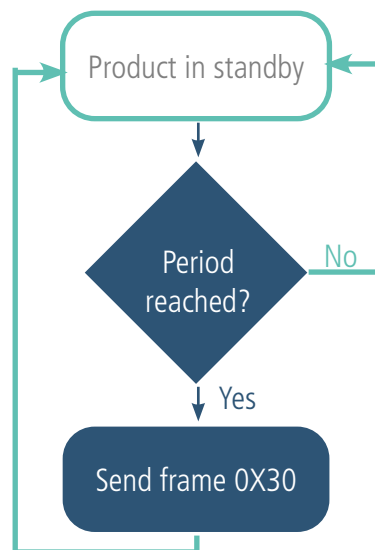 Product in standby
Period
reached?
No
Yes
Send frame 0X30